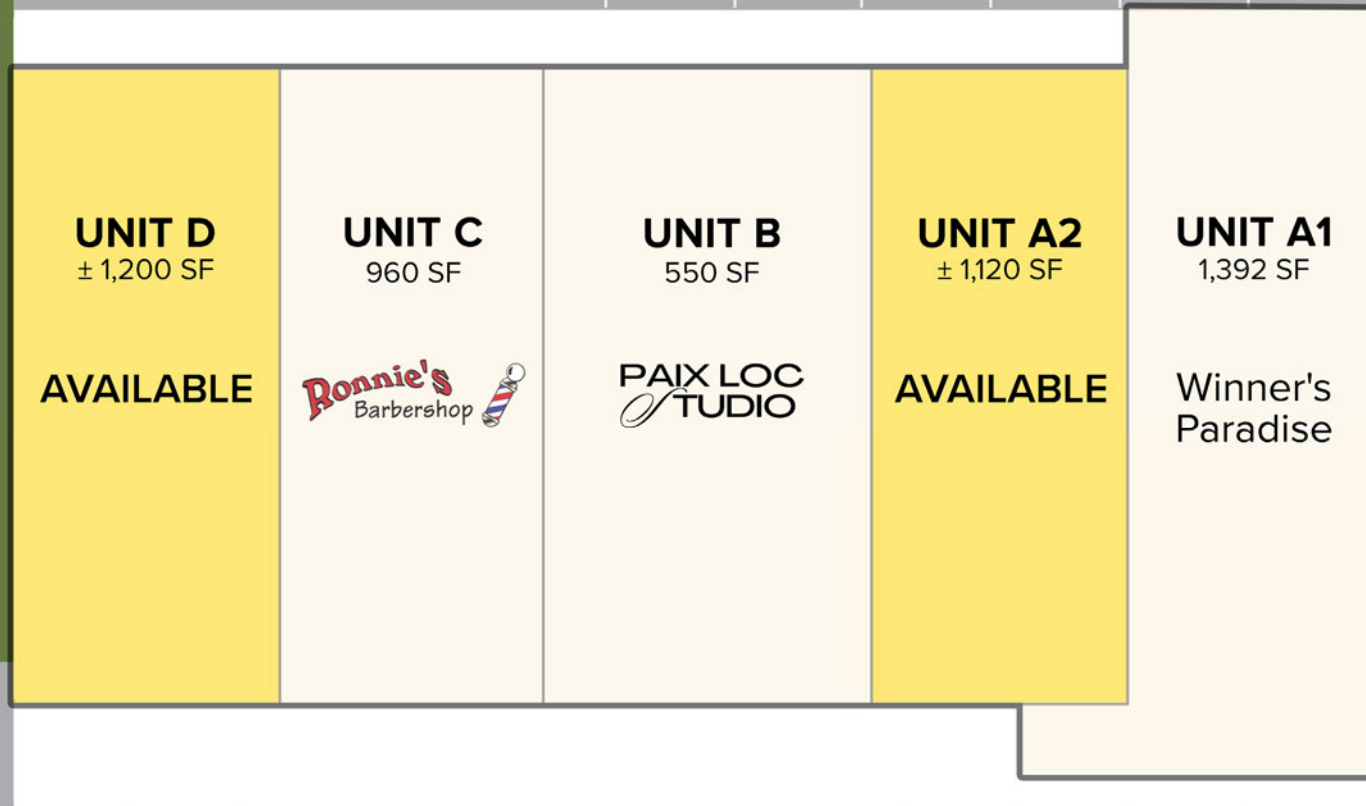 UNIT D
± 1,200 SF
AVAILABLE
UNIT C
960 SF
Ronnie's
Barbershop
UNIT B
550 SF
PAIX LOC
STUDIO
UNIT A2
± 1,120 SF
AVAILABLE
UNIT A1
1,392 SF
Winner's
Paradise